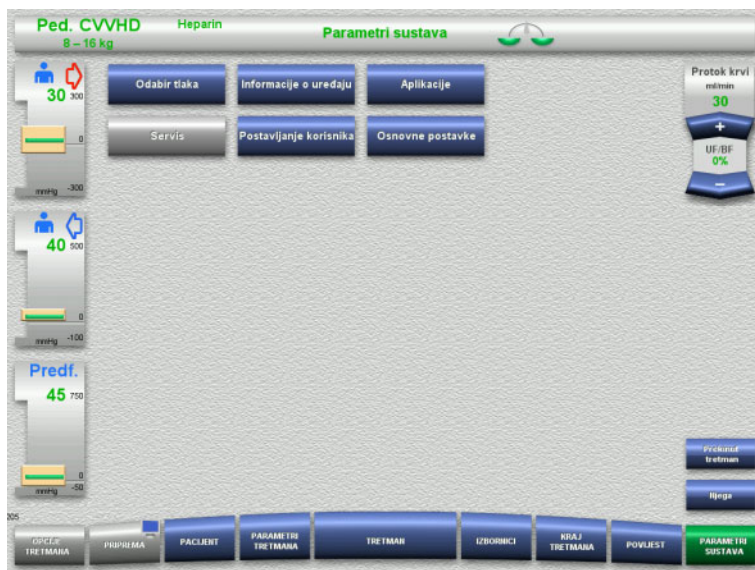 Ped. CVVHD
Heparin
8 – 16 kg
Parametri sustava
30
300
0
-300
mmHg
40
500
0
-100
mmHg
Predf.
45
750
0
-50
mmHg
Odabir tlaka
Informacije o uređaju
Aplikacije
Servis
Postavljanje korisnika
Osnovne postavke
Protok krvi
ml/min
30
+
UF/BF
0%
–
Prekinuti
tretman
Njega
205
OPCIJE
TRETMANA
PRIPREMA
PACIJENT
PARAMETRI
TRETMANA
TRETMAN
IZBORNICI
KRAJ
TRETMANA
POVIJEST
PARAMETRI
SUSTAVA